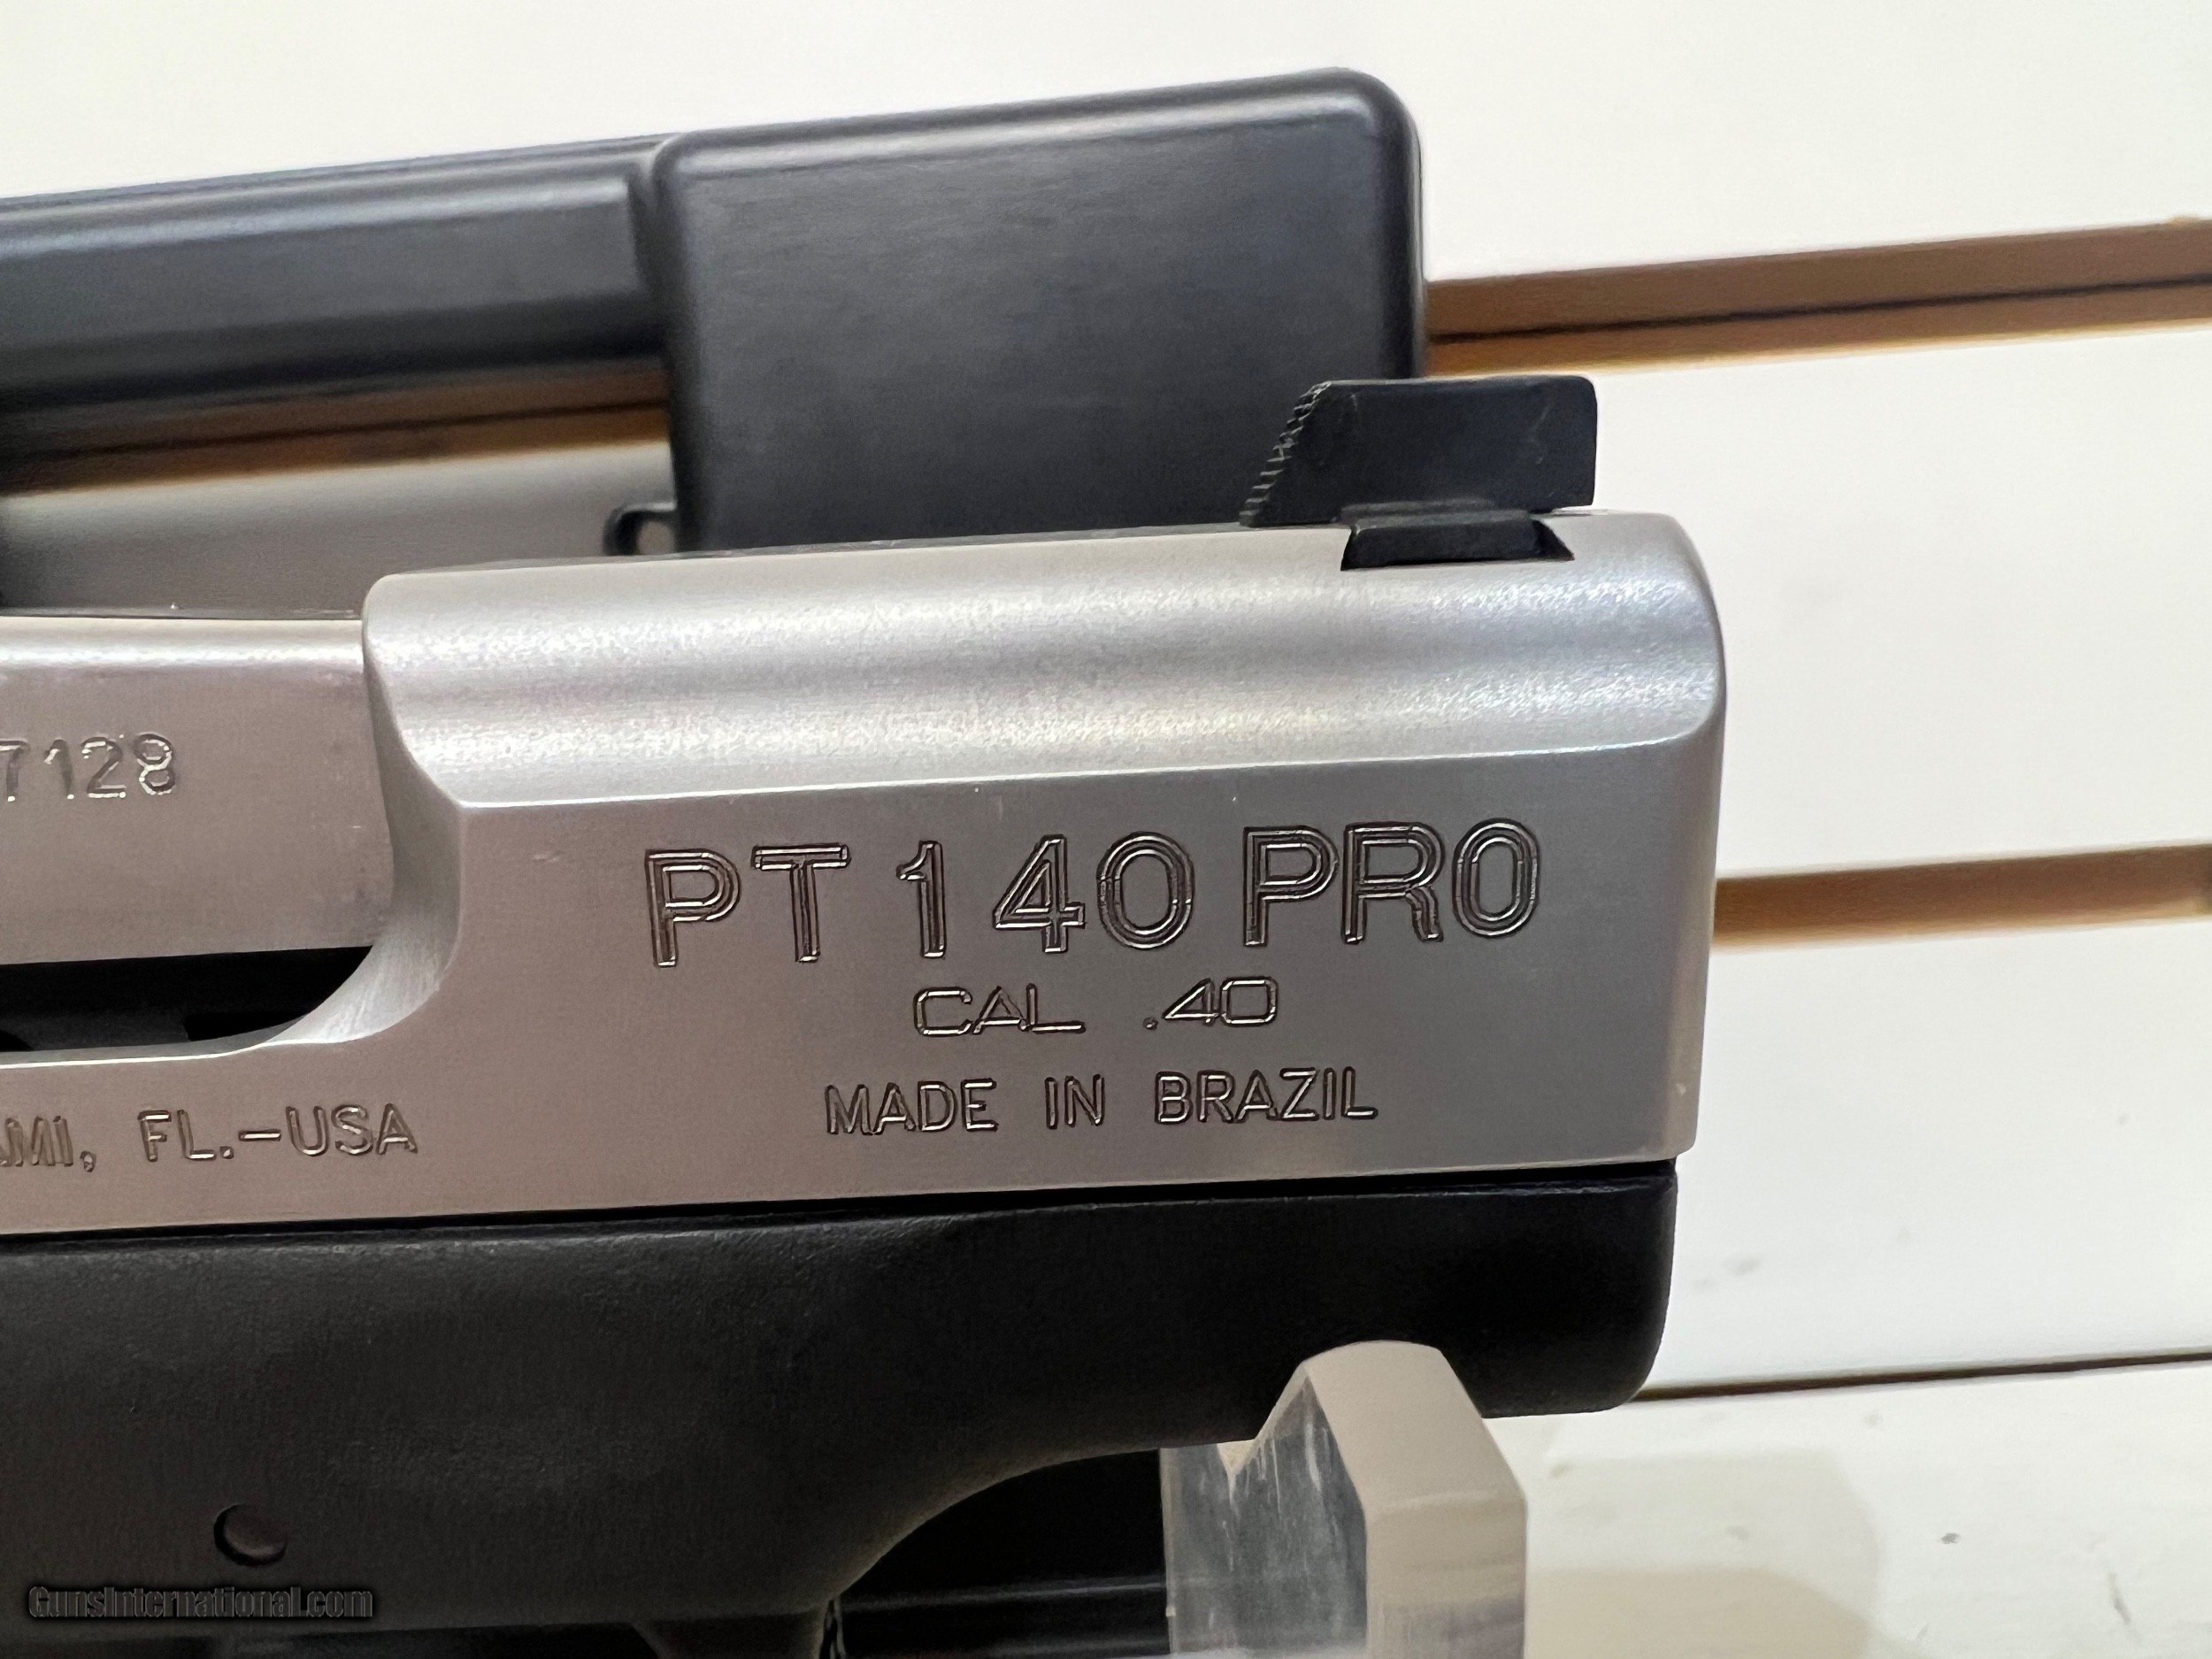 7128
PT 140 PRO
CAL .40
MADE IN BRAZIL
FL.-USA
GunsInternational.com